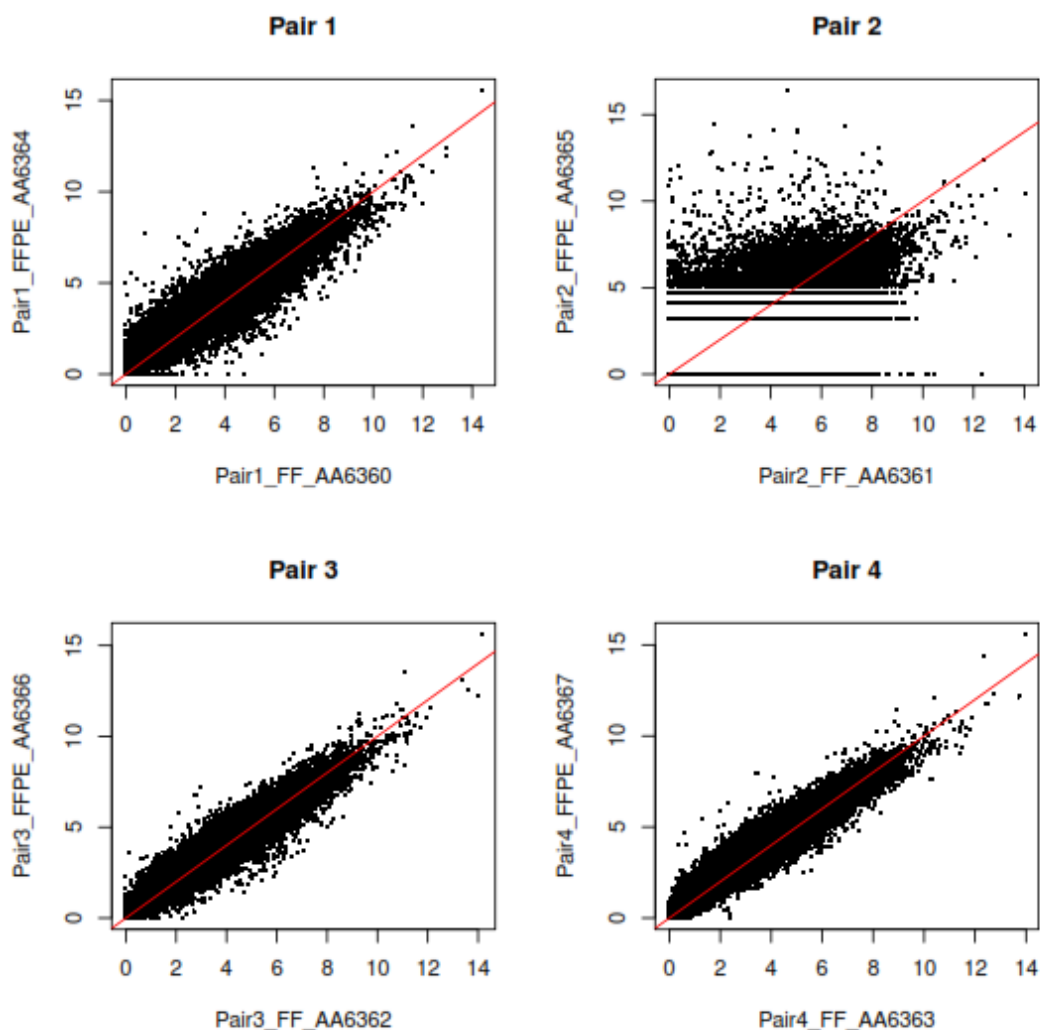 Pair 1
15
10
5
0
Pair1_FFPE_AA6364
0 2 4 6 8 10 12 14
Pair1_FF_AA6360
Pair 2
15
10
5
0
Pair2_FFPE_AA6365
0 2 4 6 8 10 12 14
Pair2_FF_AA6361
Pair 3
15
10
5
0
Pair3_FFPE_AA6366
0 2 4 6 8 10 12 14
Pair3_FF_AA6362
Pair 4
15
10
5
0
Pair4_FFPE_AA6367
0 2 4 6 8 10 12 14
Pair4_FF_AA6363